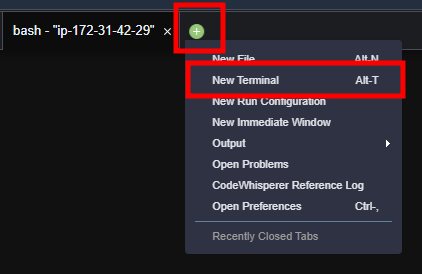 bash - "ip-172-31-42-29" ×
New File Alt-N
New Terminal Alt-T
New Run Configuration
New Immediate Window
Output
Open Problems
CodeWhisperer Reference Log
Open Preferences Ctrl-,
Recently Closed Tabs